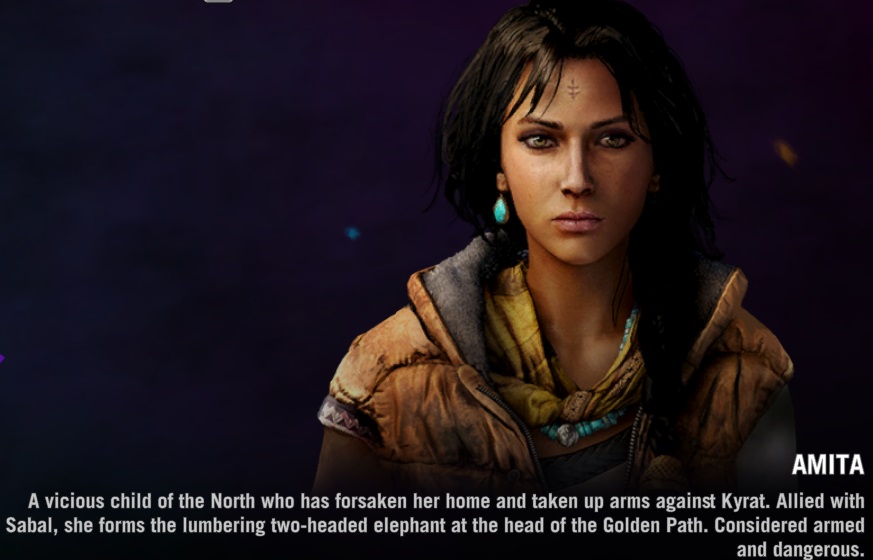 AMITA
A vicious child of the North who has forsaken her home and taken up arms against Kyrat. Allied with
Sabal, she forms the lumbering two-headed elephant at the head of the Golden Path. Considered armed
and dangerous.